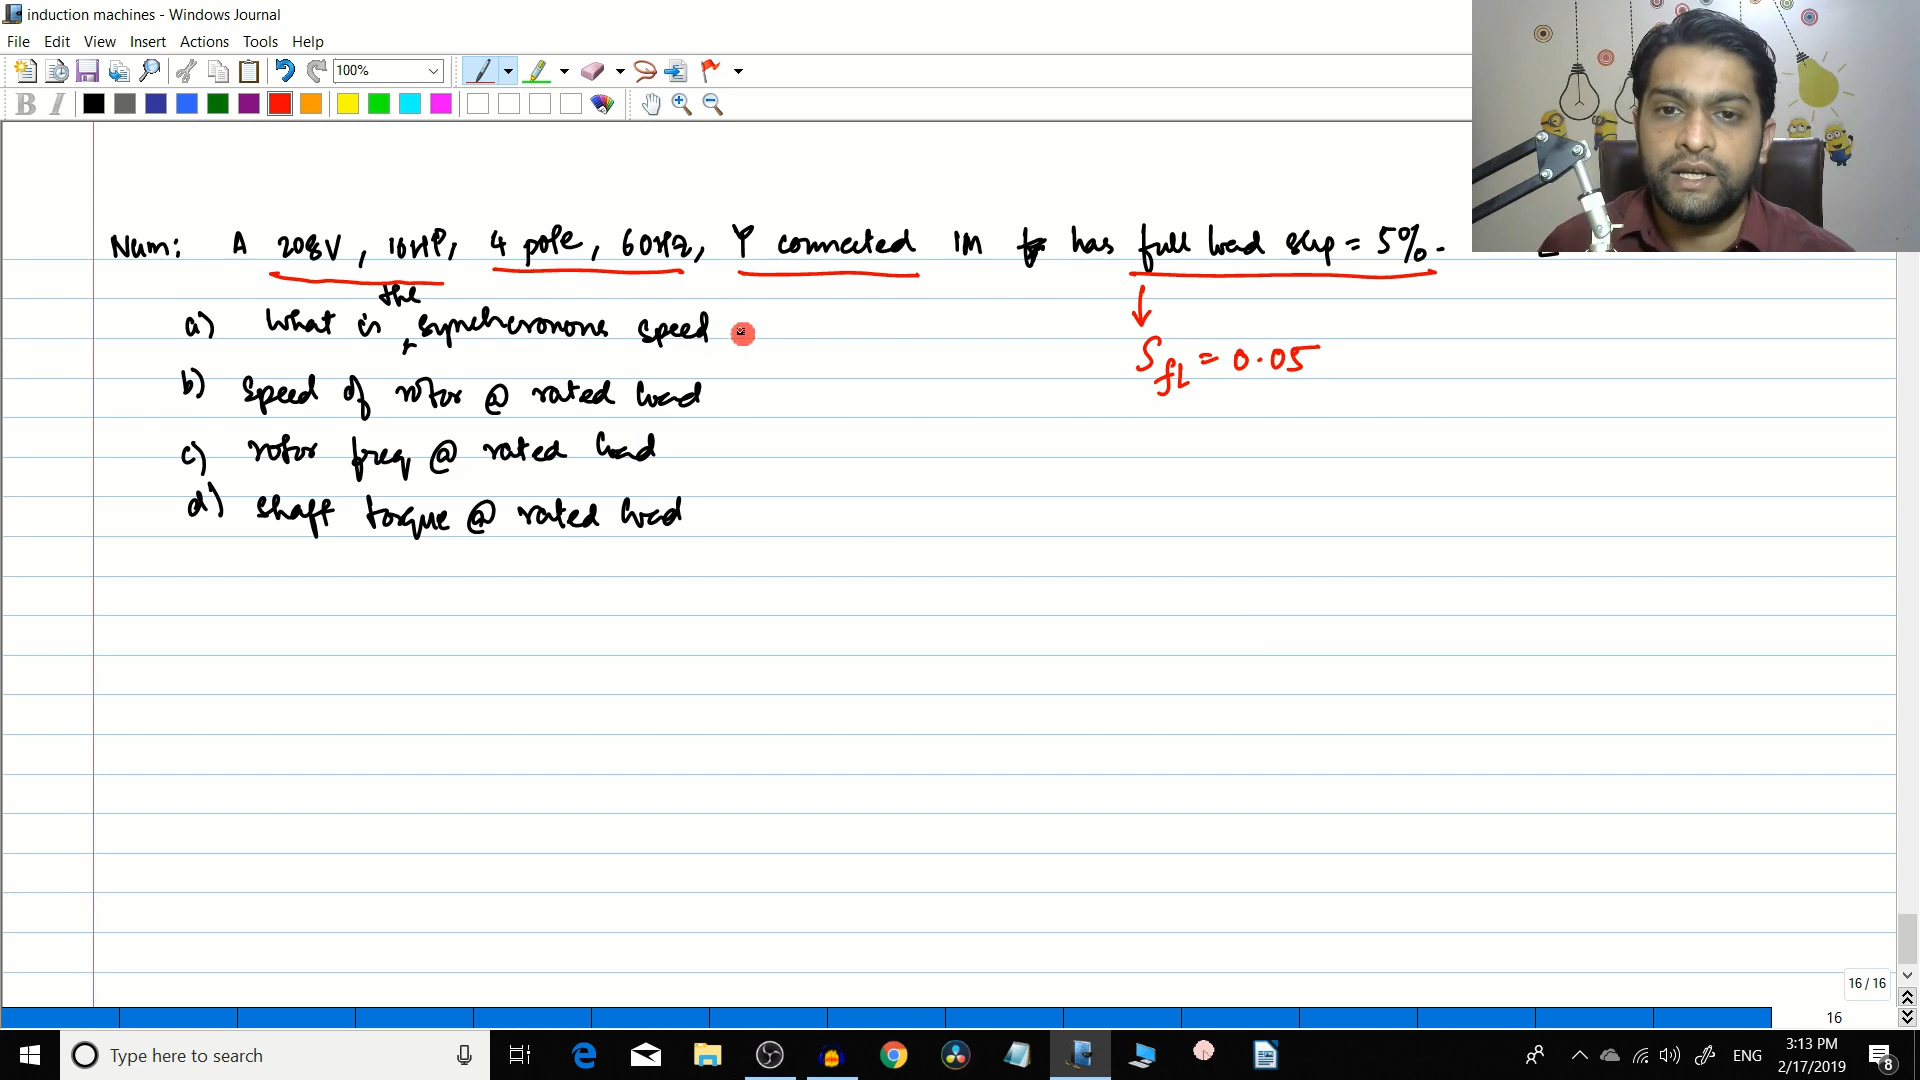 induction machines - Windows Journal
File Edit View Insert Actions Tools Help
100%
B I
Num: A 208V, 10HP, 4 pole, 60Hz, Y connected IM has full load slip = 5%.
the
a) What is synchronons speed
S_fL = 0.05
b) Speed of rotor @ rated load
c) rotor freq @ rated load
d) shaft torque @ rated load
16 / 16
16
Type here to search
ENG
3:13 PM
2/17/2019
8